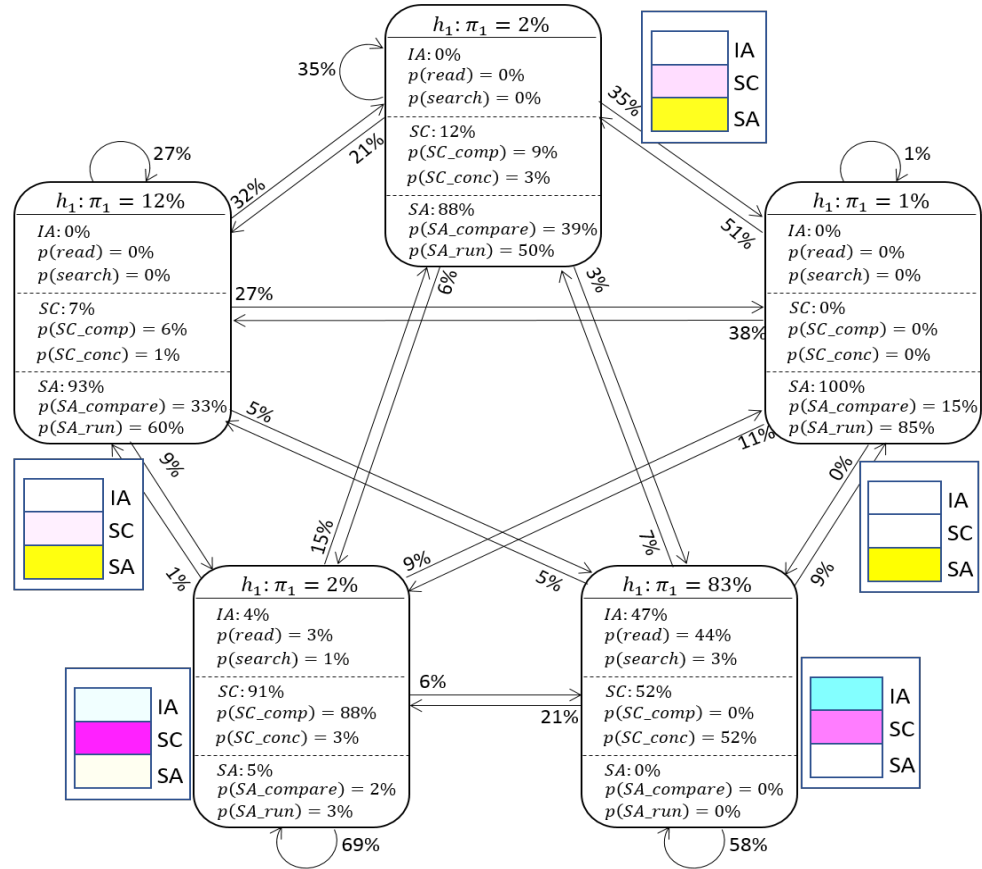 h₁: π₁ = 2%
IA: 0%
p(read) = 0%
p(search) = 0%
SC: 12%
p(SC_comp) = 9%
p(SC_conc) = 3%
SA: 88%
p(SA_compare) = 39%
p(SA_run) = 50%
IA
SC
SA
35%
35%
21%
32%
51%
6%
3%
27%
h₁: π₁ = 12%
IA: 0%
p(read) = 0%
p(search) = 0%
SC: 7%
p(SC_comp) = 6%
p(SC_conc) = 1%
SA: 93%
p(SA_compare) = 33%
p(SA_run) = 60%
IA
SC
SA
27%
38%
1%
h₁: π₁ = 1%
IA: 0%
p(read) = 0%
p(search) = 0%
SC: 0%
p(SC_comp) = 0%
p(SC_conc) = 0%
SA: 100%
p(SA_compare) = 15%
p(SA_run) = 85%
IA
SC
SA
5%
11%
9%
0%
15%
7%
1%
9%
5%
9%
h₁: π₁ = 2%
IA: 4%
p(read) = 3%
p(search) = 1%
SC: 91%
p(SC_comp) = 88%
p(SC_conc) = 3%
SA: 5%
p(SA_compare) = 2%
p(SA_run) = 3%
IA
SC
SA
69%
6%
21%
h₁: π₁ = 83%
IA: 47%
p(read) = 44%
p(search) = 3%
SC: 52%
p(SC_comp) = 0%
p(SC_conc) = 52%
SA: 0%
p(SA_compare) = 0%
p(SA_run) = 0%
IA
SC
SA
58%